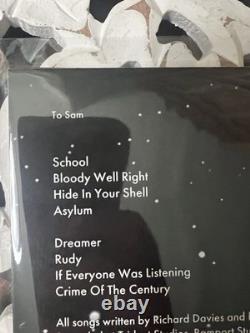 To Sam
School
Bloody Well Right
Hide In Your Shell
Asylum
Dreamer
Rudy
If Everyone Was Listening
Crime Of The Century
All songs written by Richard Davies and
ebay